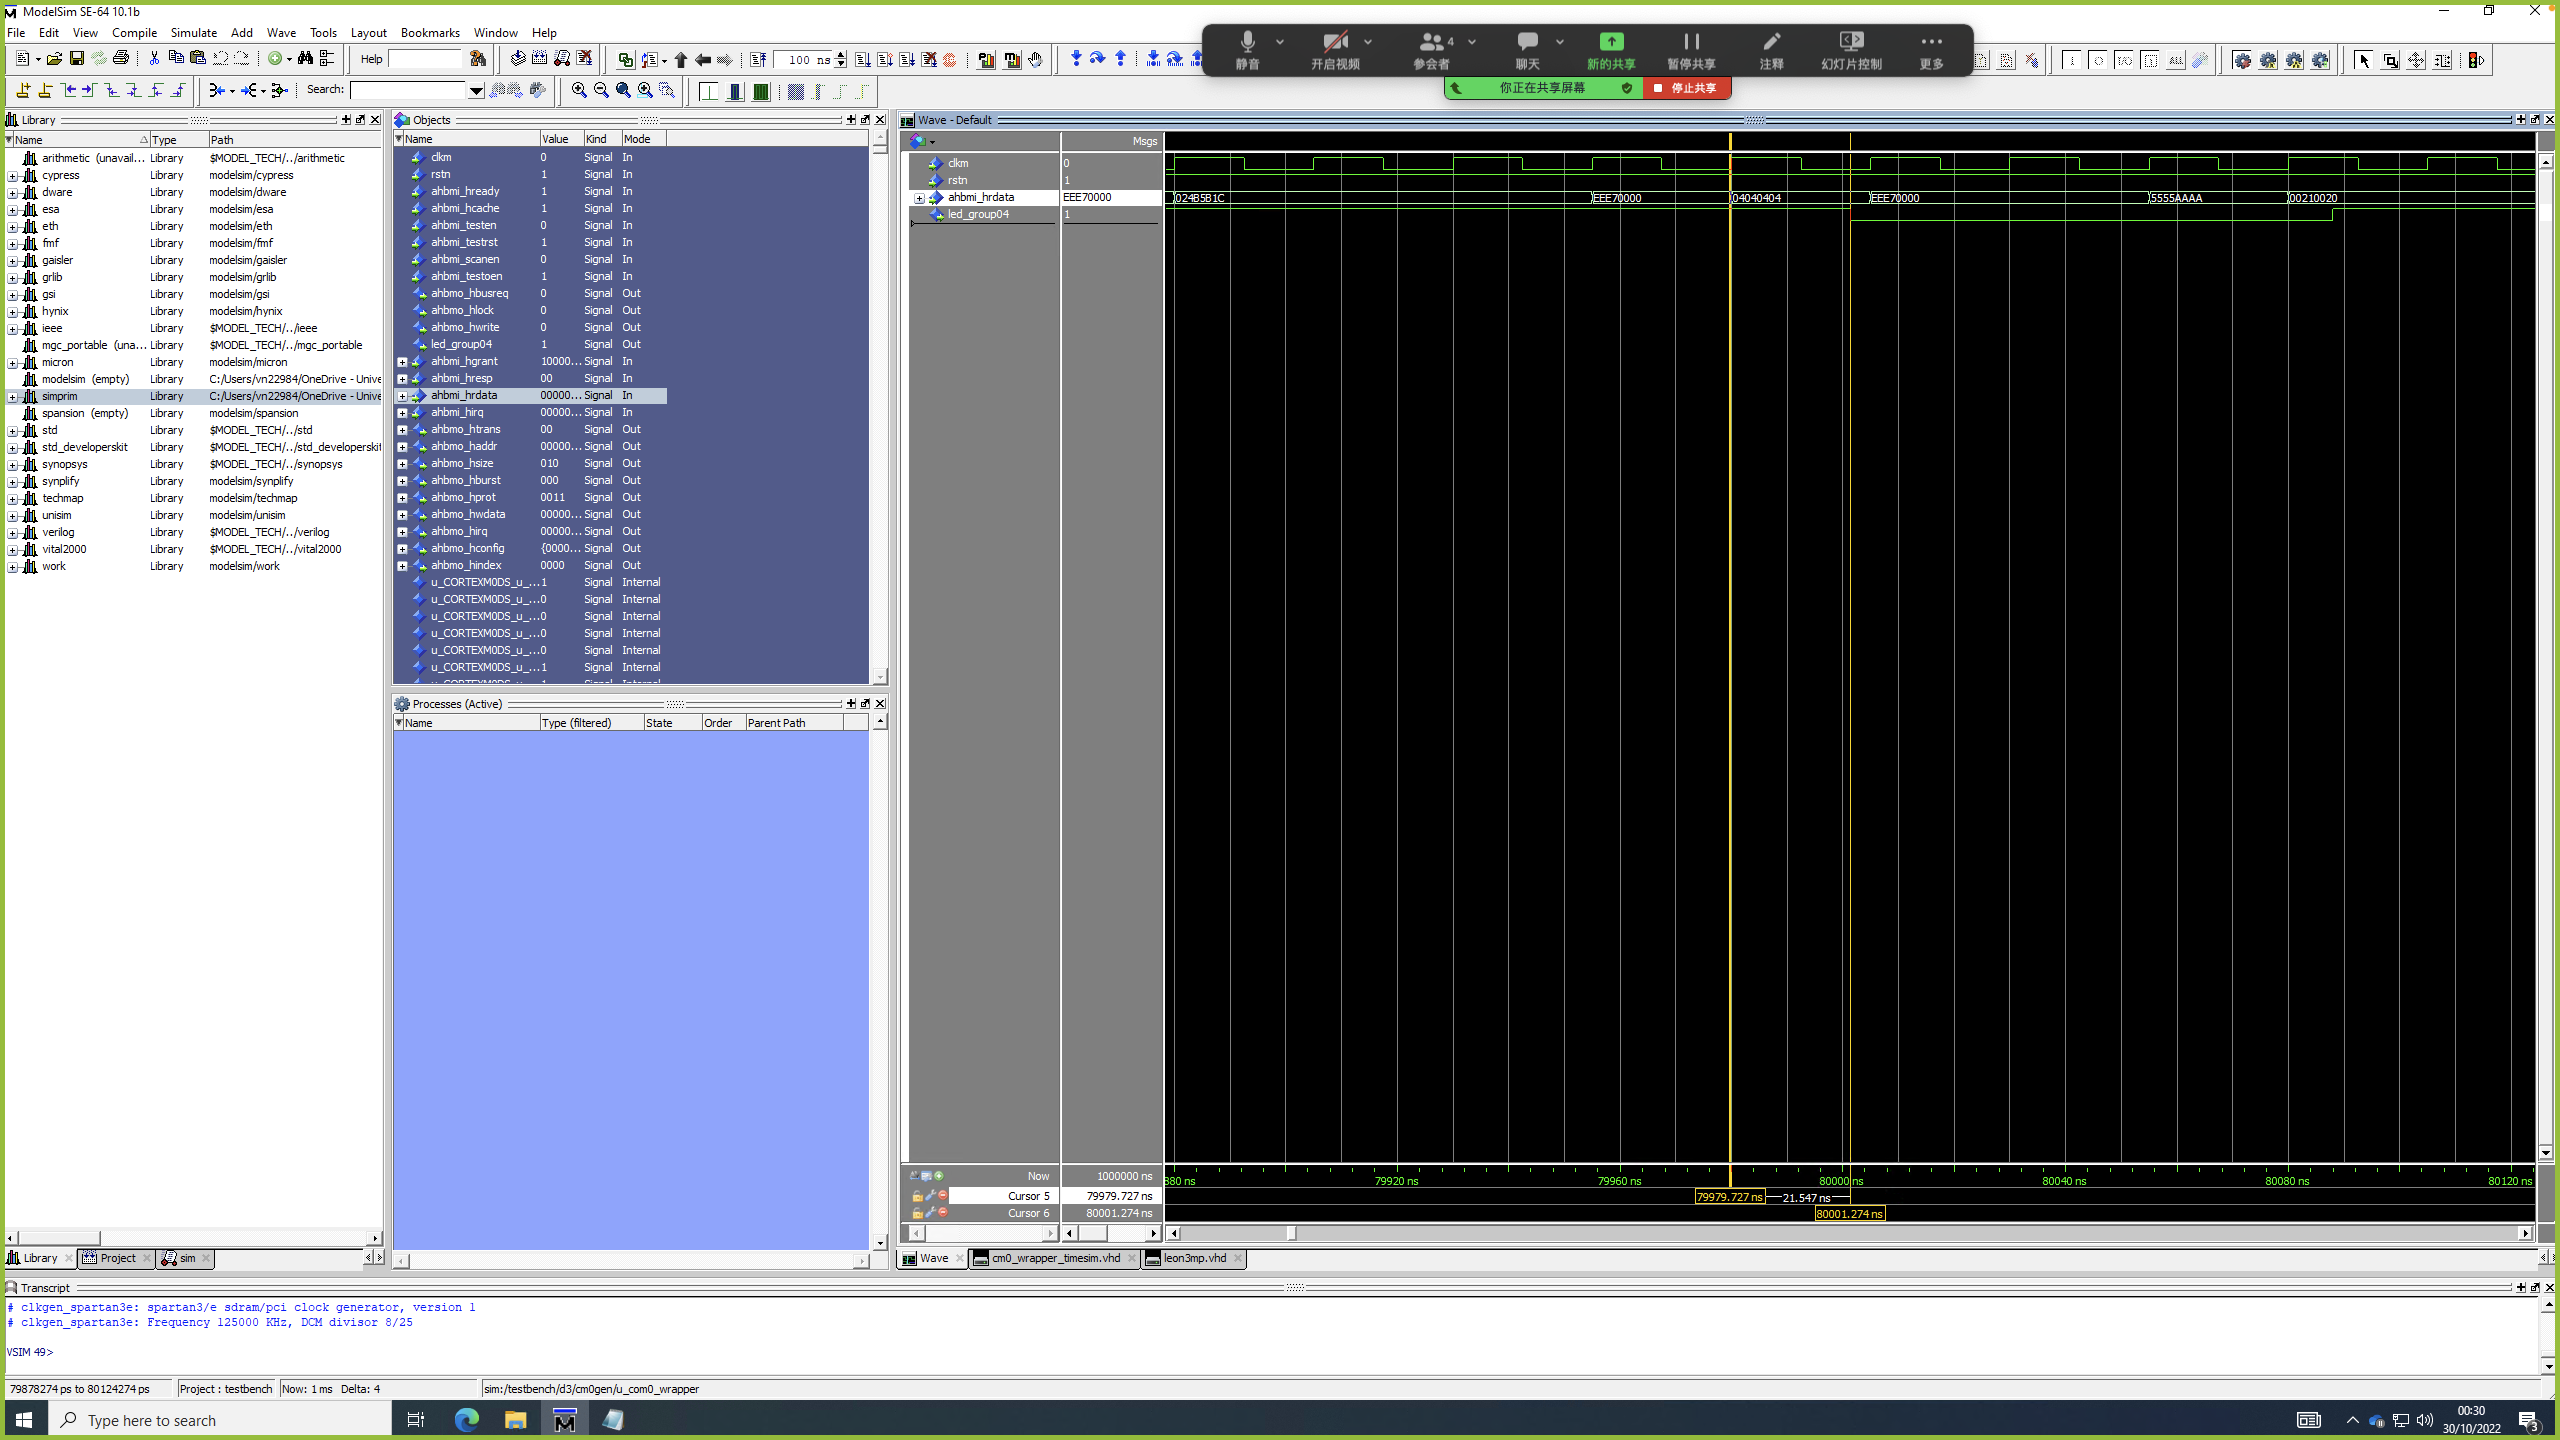 ModelSim SE-64 10.1b
File Edit View Compile Simulate Add Wave Tools Layout Bookmarks Window Help
Help
100 ns
静音
开启视频
4
参会者
聊天
新的共享
暂停共享
注释
幻灯片控制
更多
你正在共享屏幕
停止共享
Search:
Library
Name Type Path
arithmetic (unavail... Library $MODEL_TECH/../arithmetic
cypress Library modelsim/cypress
dware Library modelsim/dware
esa Library modelsim/esa
eth Library modelsim/eth
fmf Library modelsim/fmf
gaisler Library modelsim/gaisler
grlib Library modelsim/grlib
gsi Library modelsim/gsi
hynix Library modelsim/hynix
ieee Library $MODEL_TECH/../ieee
mgc_portable (una... Library $MODEL_TECH/../mgc_portable
micron Library modelsim/micron
modelsim (empty) Library C:/Users/vn22984/OneDrive - Unive
simprim Library C:/Users/vn22984/OneDrive - Unive
spansion (empty) Library modelsim/spansion
std Library $MODEL_TECH/../std
std_developerskit Library $MODEL_TECH/../std_developerskit
synopsys Library $MODEL_TECH/../synopsys
synplify Library modelsim/synplify
techmap Library modelsim/techmap
unisim Library modelsim/unisim
verilog Library $MODEL_TECH/../verilog
vital2000 Library $MODEL_TECH/../vital2000
work Library modelsim/work
Library Project sim
Objects
Name Value Kind Mode
clkm 0 Signal In
rstn 1 Signal In
ahbmi_hready 1 Signal In
ahbmi_hcache 1 Signal In
ahbmi_testen 0 Signal In
ahbmi_testrst 1 Signal In
ahbmi_scanen 0 Signal In
ahbmi_testoen 1 Signal In
ahbmo_hbusreq 0 Signal Out
ahbmo_hlock 0 Signal Out
ahbmo_hwrite 0 Signal Out
led_group04 1 Signal Out
ahbmi_hgrant 10000... Signal In
ahbmi_hresp 00 Signal In
ahbmi_hrdata 00000... Signal In
ahbmi_hirq 00000... Signal In
ahbmo_htrans 00 Signal Out
ahbmo_haddr 00000... Signal Out
ahbmo_hsize 010 Signal Out
ahbmo_hburst 000 Signal Out
ahbmo_hprot 0011 Signal Out
ahbmo_hwdata 00000... Signal Out
ahbmo_hirq 00000... Signal Out
ahbmo_hconfig {0000... Signal Out
ahbmo_hindex 0000 Signal Out
u_CORTEXM0DS_u_... 1 Signal Internal
u_CORTEXM0DS_u_... 0 Signal Internal
u_CORTEXM0DS_u_... 0 Signal Internal
u_CORTEXM0DS_u_... 0 Signal Internal
u_CORTEXM0DS_u_... 0 Signal Internal
u_CORTEXM0DS_u_... 1 Signal Internal
Processes (Active)
Name Type (filtered) State Order Parent Path
Wave - Default
Msgs
clkm 0
rstn 1
ahbmi_hrdata EEE70000 024B5B1C EEE70000 04040404 EEE70000 5555AAAA 00210020
led_group04 1
Now 1000000 ns 880 ns 79920 ns 79960 ns 80000 ns 80040 ns 80080 ns 80120 ns
Cursor 5 79979.727 ns 79979.727 ns 21.547 ns
Cursor 6 80001.274 ns 80001.274 ns
Wave cm0_wrapper_timesim.vhd leon3mp.vhd
Transcript
# clkgen_spartan3e: spartan3/e sdram/pci clock generator, version 1
# clkgen_spartan3e: Frequency 125000 KHz, DCM divisor 8/25
VSIM 49>
79878274 ps to 80124274 ps Project : testbench Now: 1 ms Delta: 4 sim:/testbench/d3/cm0gen/u_com0_wrapper
Type here to search
00:30
30/10/2022
3